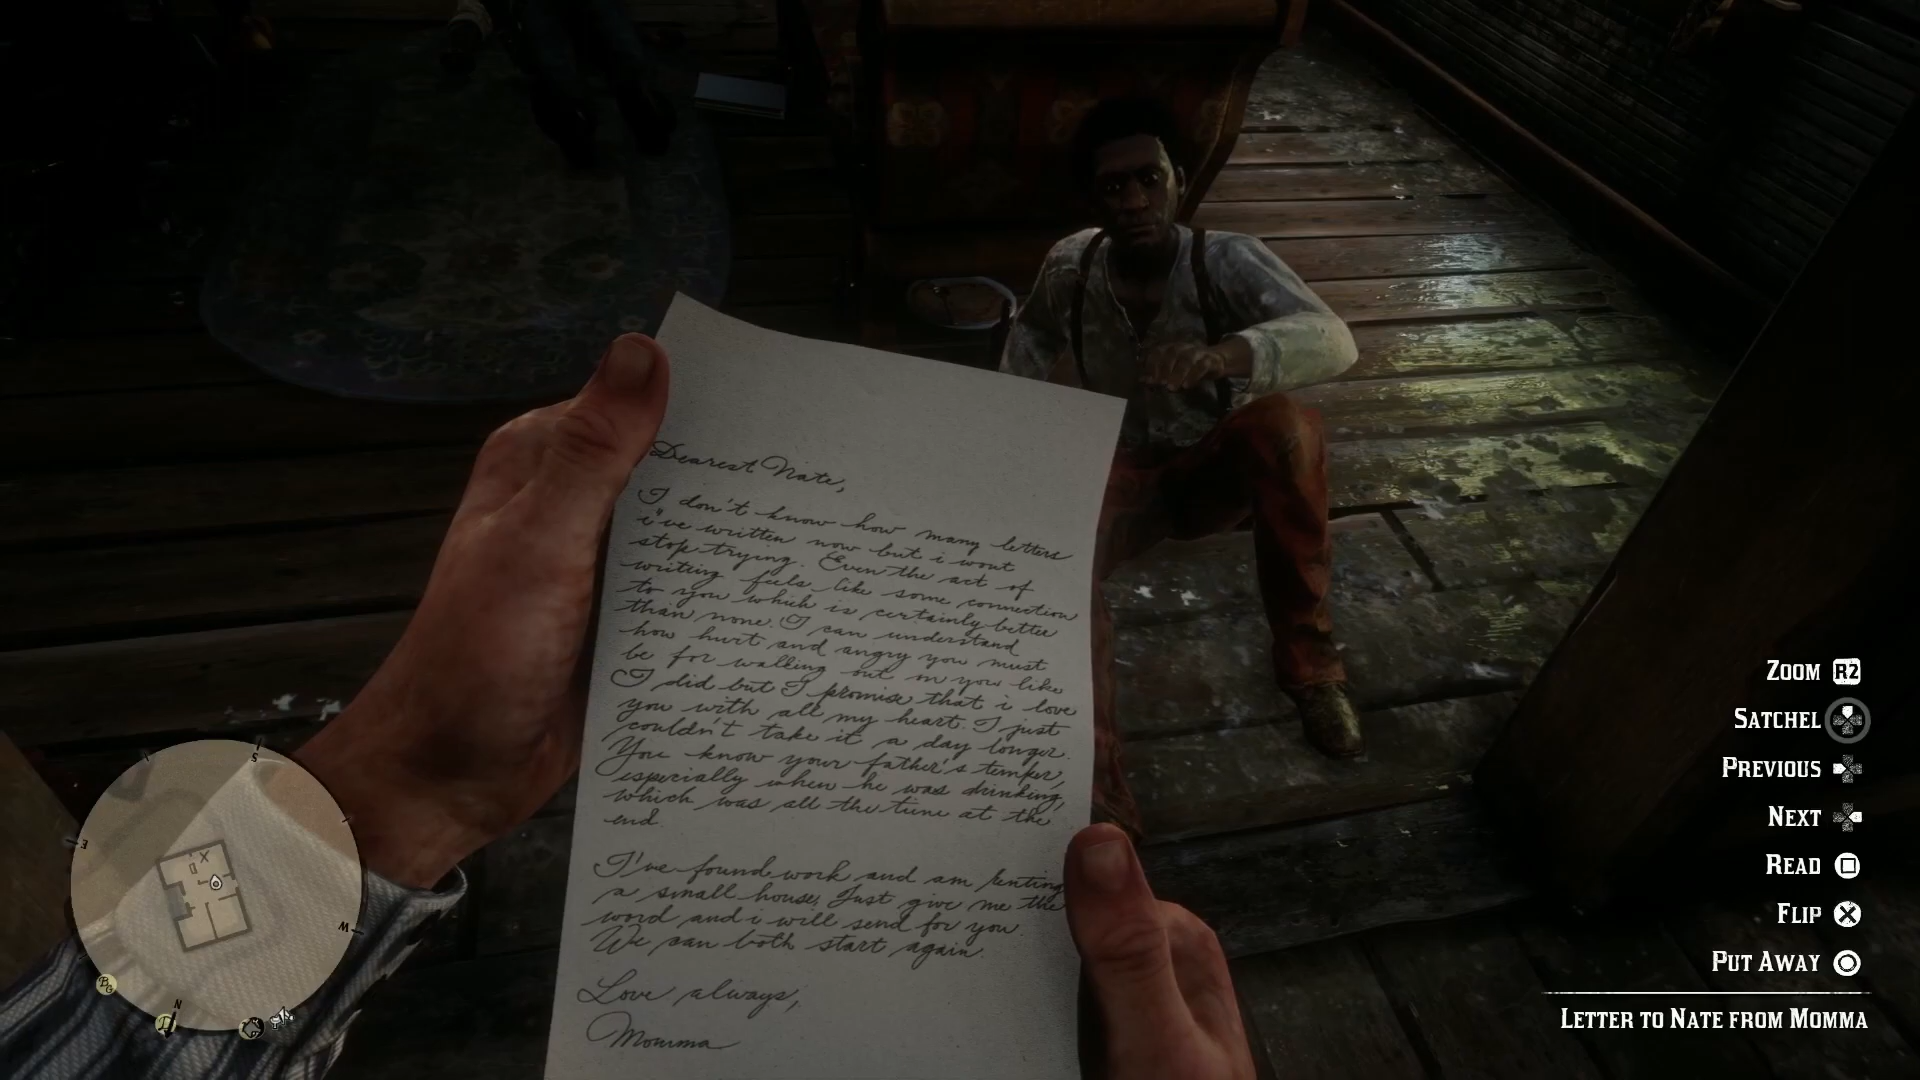 Dearest Nate,
I don't know how many letters
i've written now but i wont
stop trying. Even the act of
writing feels like some connection
to you which is certainly better
than none. I can understand
how hurt and angry you must
be for walking out on you like
I did but I promise that i love
you with all my heart. I just
couldn't take it a day longer.
You know your father's temper,
especially when he was drinking,
which was all the time at the
end.
I've found work and am renting
a small house. Just give me the
word and i will send for you.
We can both start again.
Love always,
Momma
ZOOM R2
SATCHEL
PREVIOUS
NEXT
READ
FLIP
PUT AWAY
LETTER TO NATE FROM MOMMA
S
E
W
N